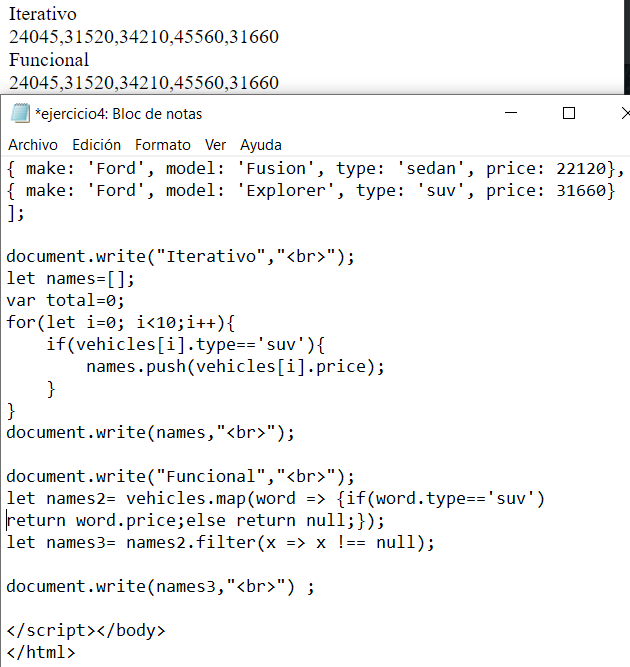 Iterativo
24045,31520,34210,45560,31660
Funcional
24045,31520,34210,45560,31660
*ejercicio4: Bloc de notas
Archivo Edición Formato Ver Ayuda
{ make: 'Ford', model: 'Fusion', type: 'sedan', price: 22120},
{ make: 'Ford', model: 'Explorer', type: 'suv', price: 31660}
];
document.write("Iterativo","<br>");
let names=[];
var total=0;
for(let i=0; i<10;i++){
    if(vehicles[i].type=='suv'){
        names.push(vehicles[i].price);
    }
}
document.write(names,"<br>");
document.write("Funcional","<br>");
let names2= vehicles.map(word => {if(word.type=='suv')
return word.price;else return null;});
let names3= names2.filter(x => x !== null);
document.write(names3,"<br>") ;
</script></body>
</html>